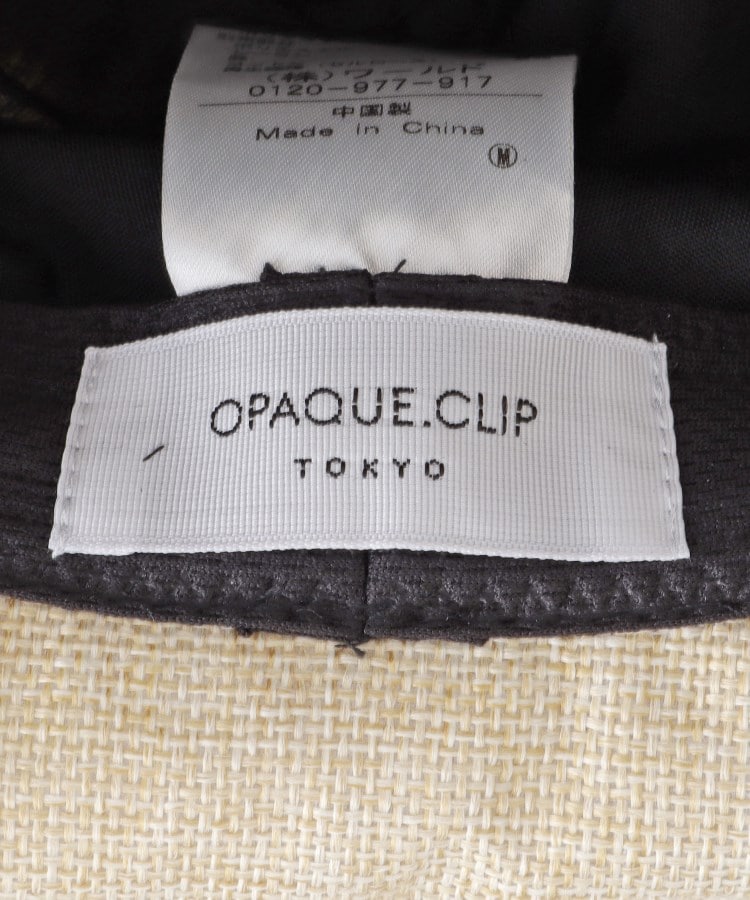 (株)ワールド
0120-977-917
中国製
Made in China
M
OPAQUE.CLIP
TOKYO